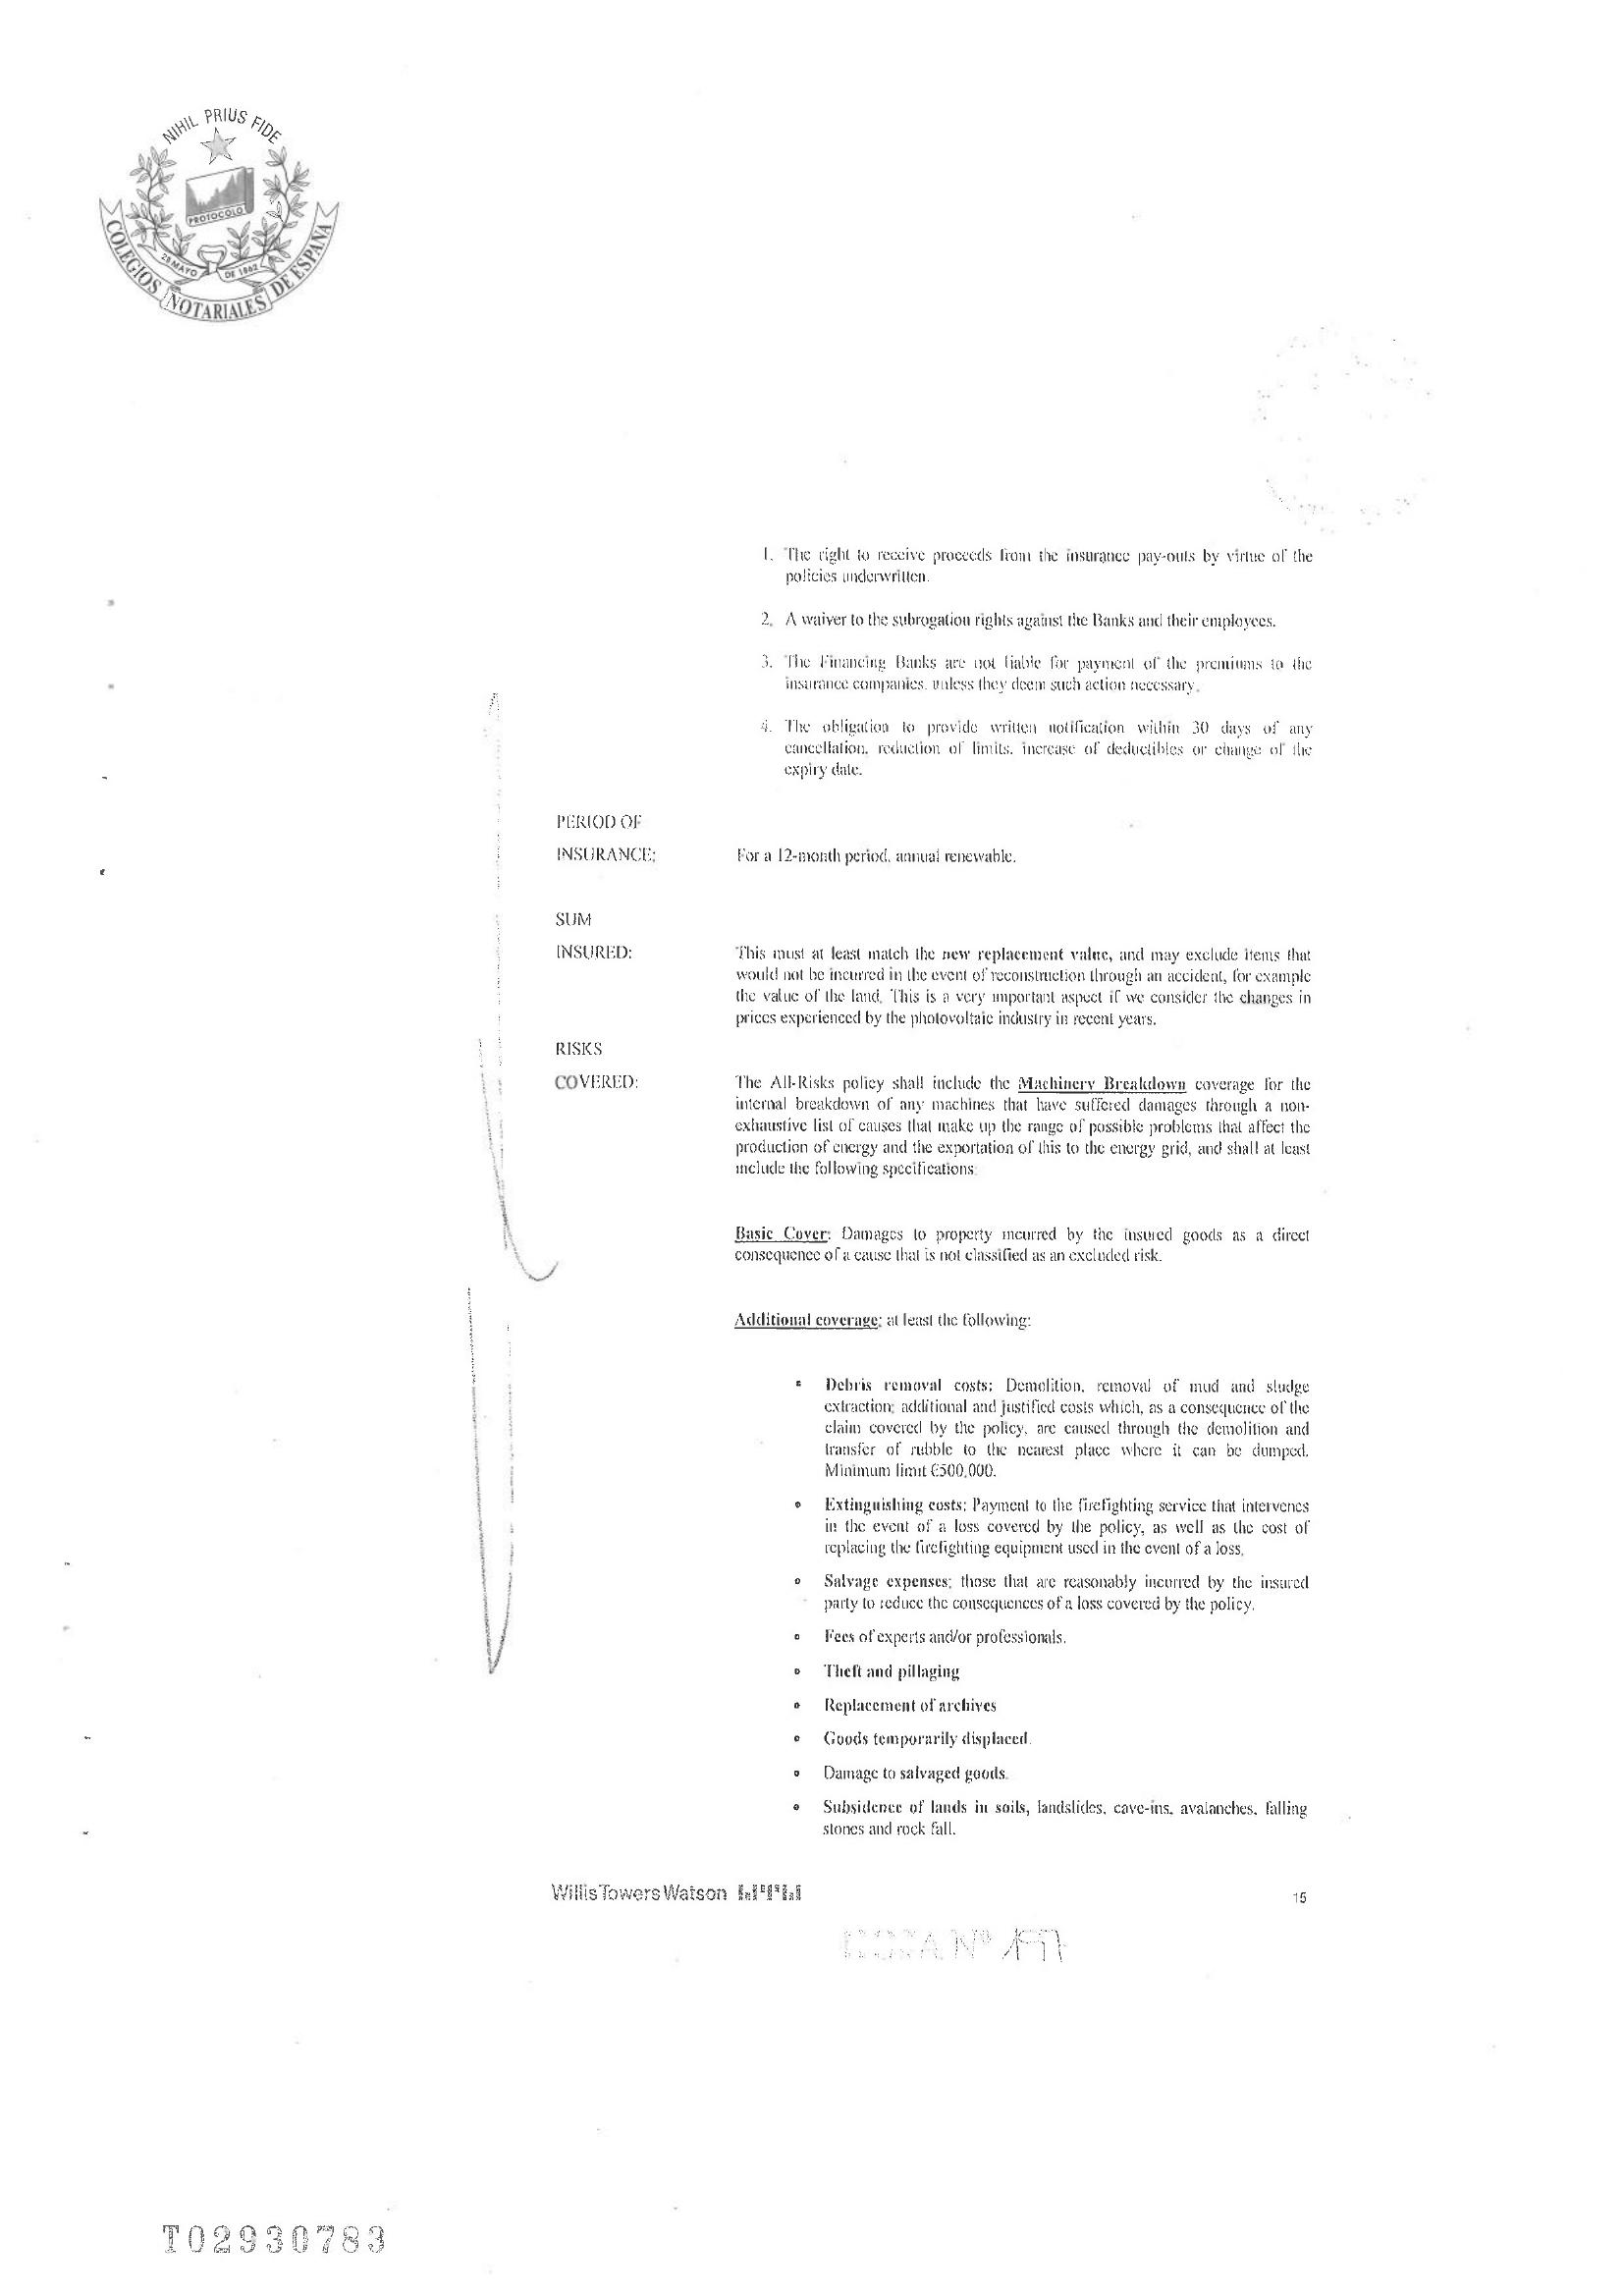 NIHIL PRIUS FIDE
PROTOCOLO
28 MAYO DE 1862
COLEGIOS NOTARIALES DE ESPAÑA
1. The right to receive proceeds from the insurance pay-outs by virtue of the
policies underwritten.
2. A waiver to the subrogation rights against the Banks and their employees.
3. The Financing Banks are not liable for payment of the premiums to the
insurance companies, unless they deem such action necessary.
4. The obligation to provide written notification within 30 days of any
cancellation, reduction of limits, increase of deductibles or change of the
expiry date.
PERIOD OF
INSURANCE: For a 12-month period, annual renewable.
SUM
INSURED: This must at least match the new replacement value, and may exclude items that
would not be incurred in the event of reconstruction through an accident, for example
the value of the land. This is a very important aspect if we consider the changes in
prices experienced by the photovoltaic industry in recent years.
RISKS
COVERED: The All-Risks policy shall include the Machinery Breakdown coverage for the
internal breakdown of any machines that have suffered damages through a non-
exhaustive list of causes that make up the range of possible problems that affect the
production of energy and the exportation of this to the energy grid, and shall at least
include the following specifications:
Basic Cover: Damages to property incurred by the insured goods as a direct
consequence of a cause that is not classified as an excluded risk.
Additional coverage: at least the following:
• Debris removal costs: Demolition, removal of mud and sludge
extraction; additional and justified costs which, as a consequence of the
claim covered by the policy, are caused through the demolition and
transfer of rubble to the nearest place where it can be dumped.
Minimum limit €500,000.
• Extinguishing costs: Payment to the firefighting service that intervenes
in the event of a loss covered by the policy, as well as the cost of
replacing the firefighting equipment used in the event of a loss.
• Salvage expenses: those that are reasonably incurred by the insured
party to reduce the consequences of a loss covered by the policy.
• Fees of experts and/or professionals.
• Theft and pillaging
• Replacement of archives
• Goods temporarily displaced.
• Damage to salvaged goods.
• Subsidence of lands in soils, landslides, cave-ins, avalanches, falling
stones and rock fall.
Willis Towers Watson
15
Nº 197
T02930783